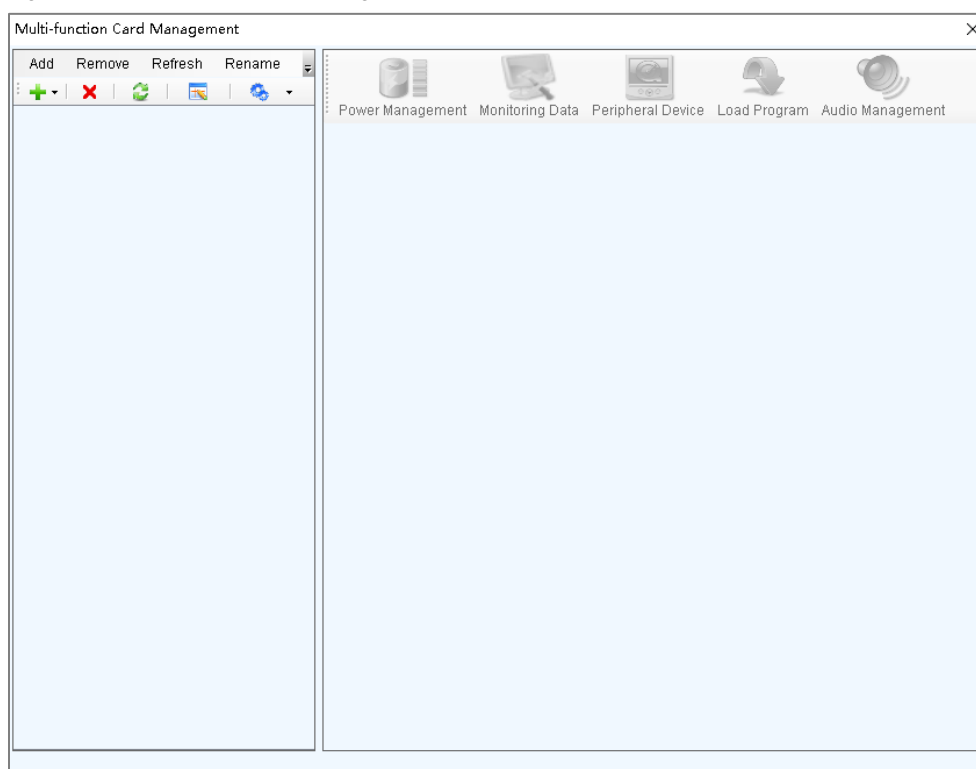 Multi-function Card Management
Add Remove Refresh Rename
Power Management Monitoring Data Peripheral Device Load Program Audio Management